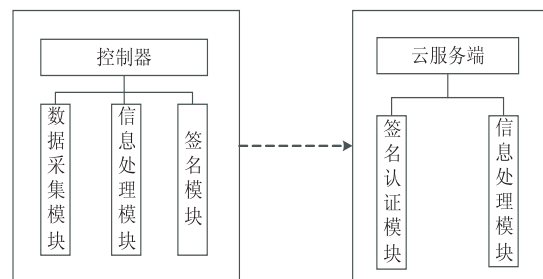 控制器
数据采集模块
信息处理模块
签名模块
云服务端
签名认证模块
信息处理模块